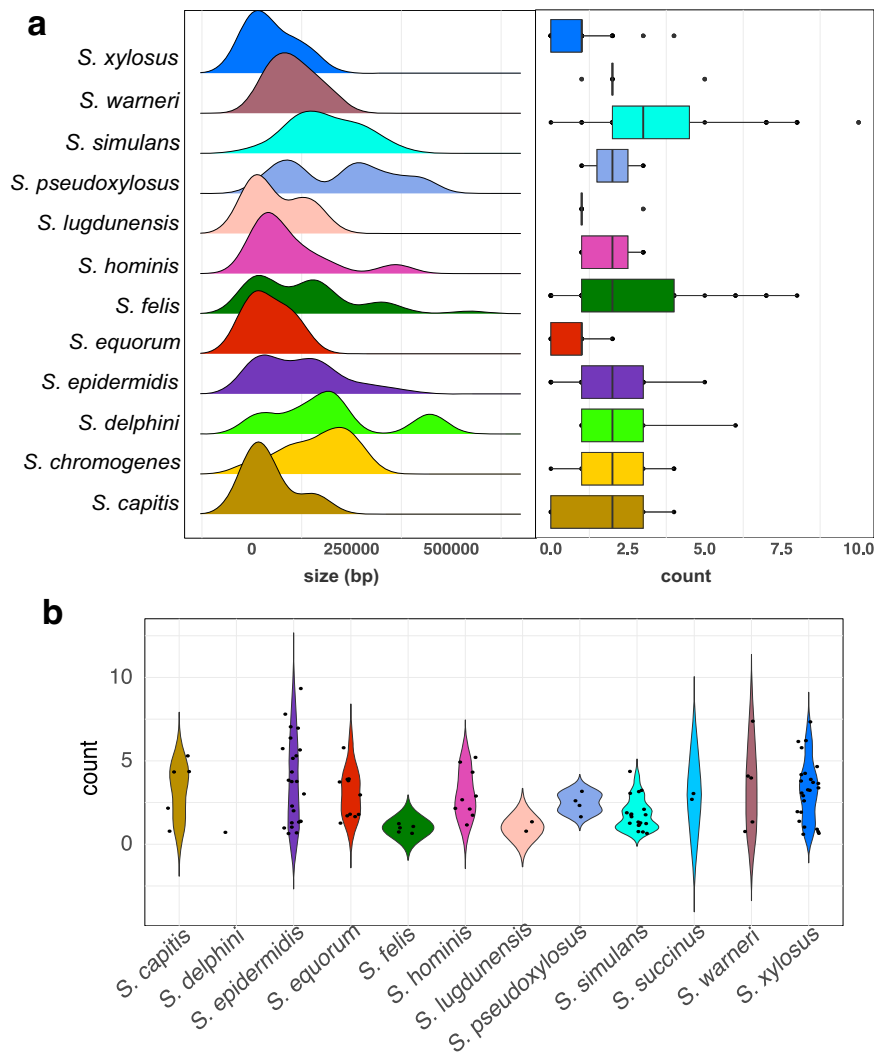 a
S. xylosus
S. warneri
S. simulans
S. pseudoxylosus
S. lugdunensis
S. hominis
S. felis
S. equorum
S. epidermidis
S. delphini
S. chromogenes
S. capitis
0 250000 500000 0.0 2.5 5.0 7.5 10.0
size (bp) count
b
10
5
0
count
S. capitis
S. delphini
S. epidermidis
S. equorum
S. felis
S. hominis
S. lugdunensis
S. pseudoxylosus
S. simulans
S. succinus
S. warneri
S. xylosus